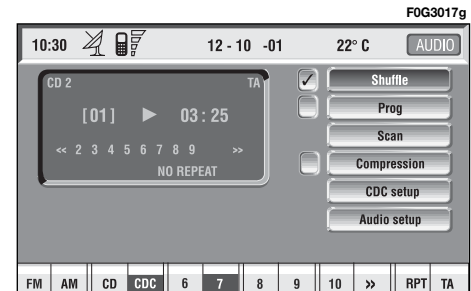 F0G3017g
10:30 12 - 10 -01 22° C AUDIO
CD 2 TA
[01] 03 : 25
<< 2 3 4 5 6 7 8 9 >>
NO REPEAT
Shuffle
Prog
Scan
Compression
CDC setup
Audio setup
FM AM CD CDC 6 7 8 9 10 >> RPT TA